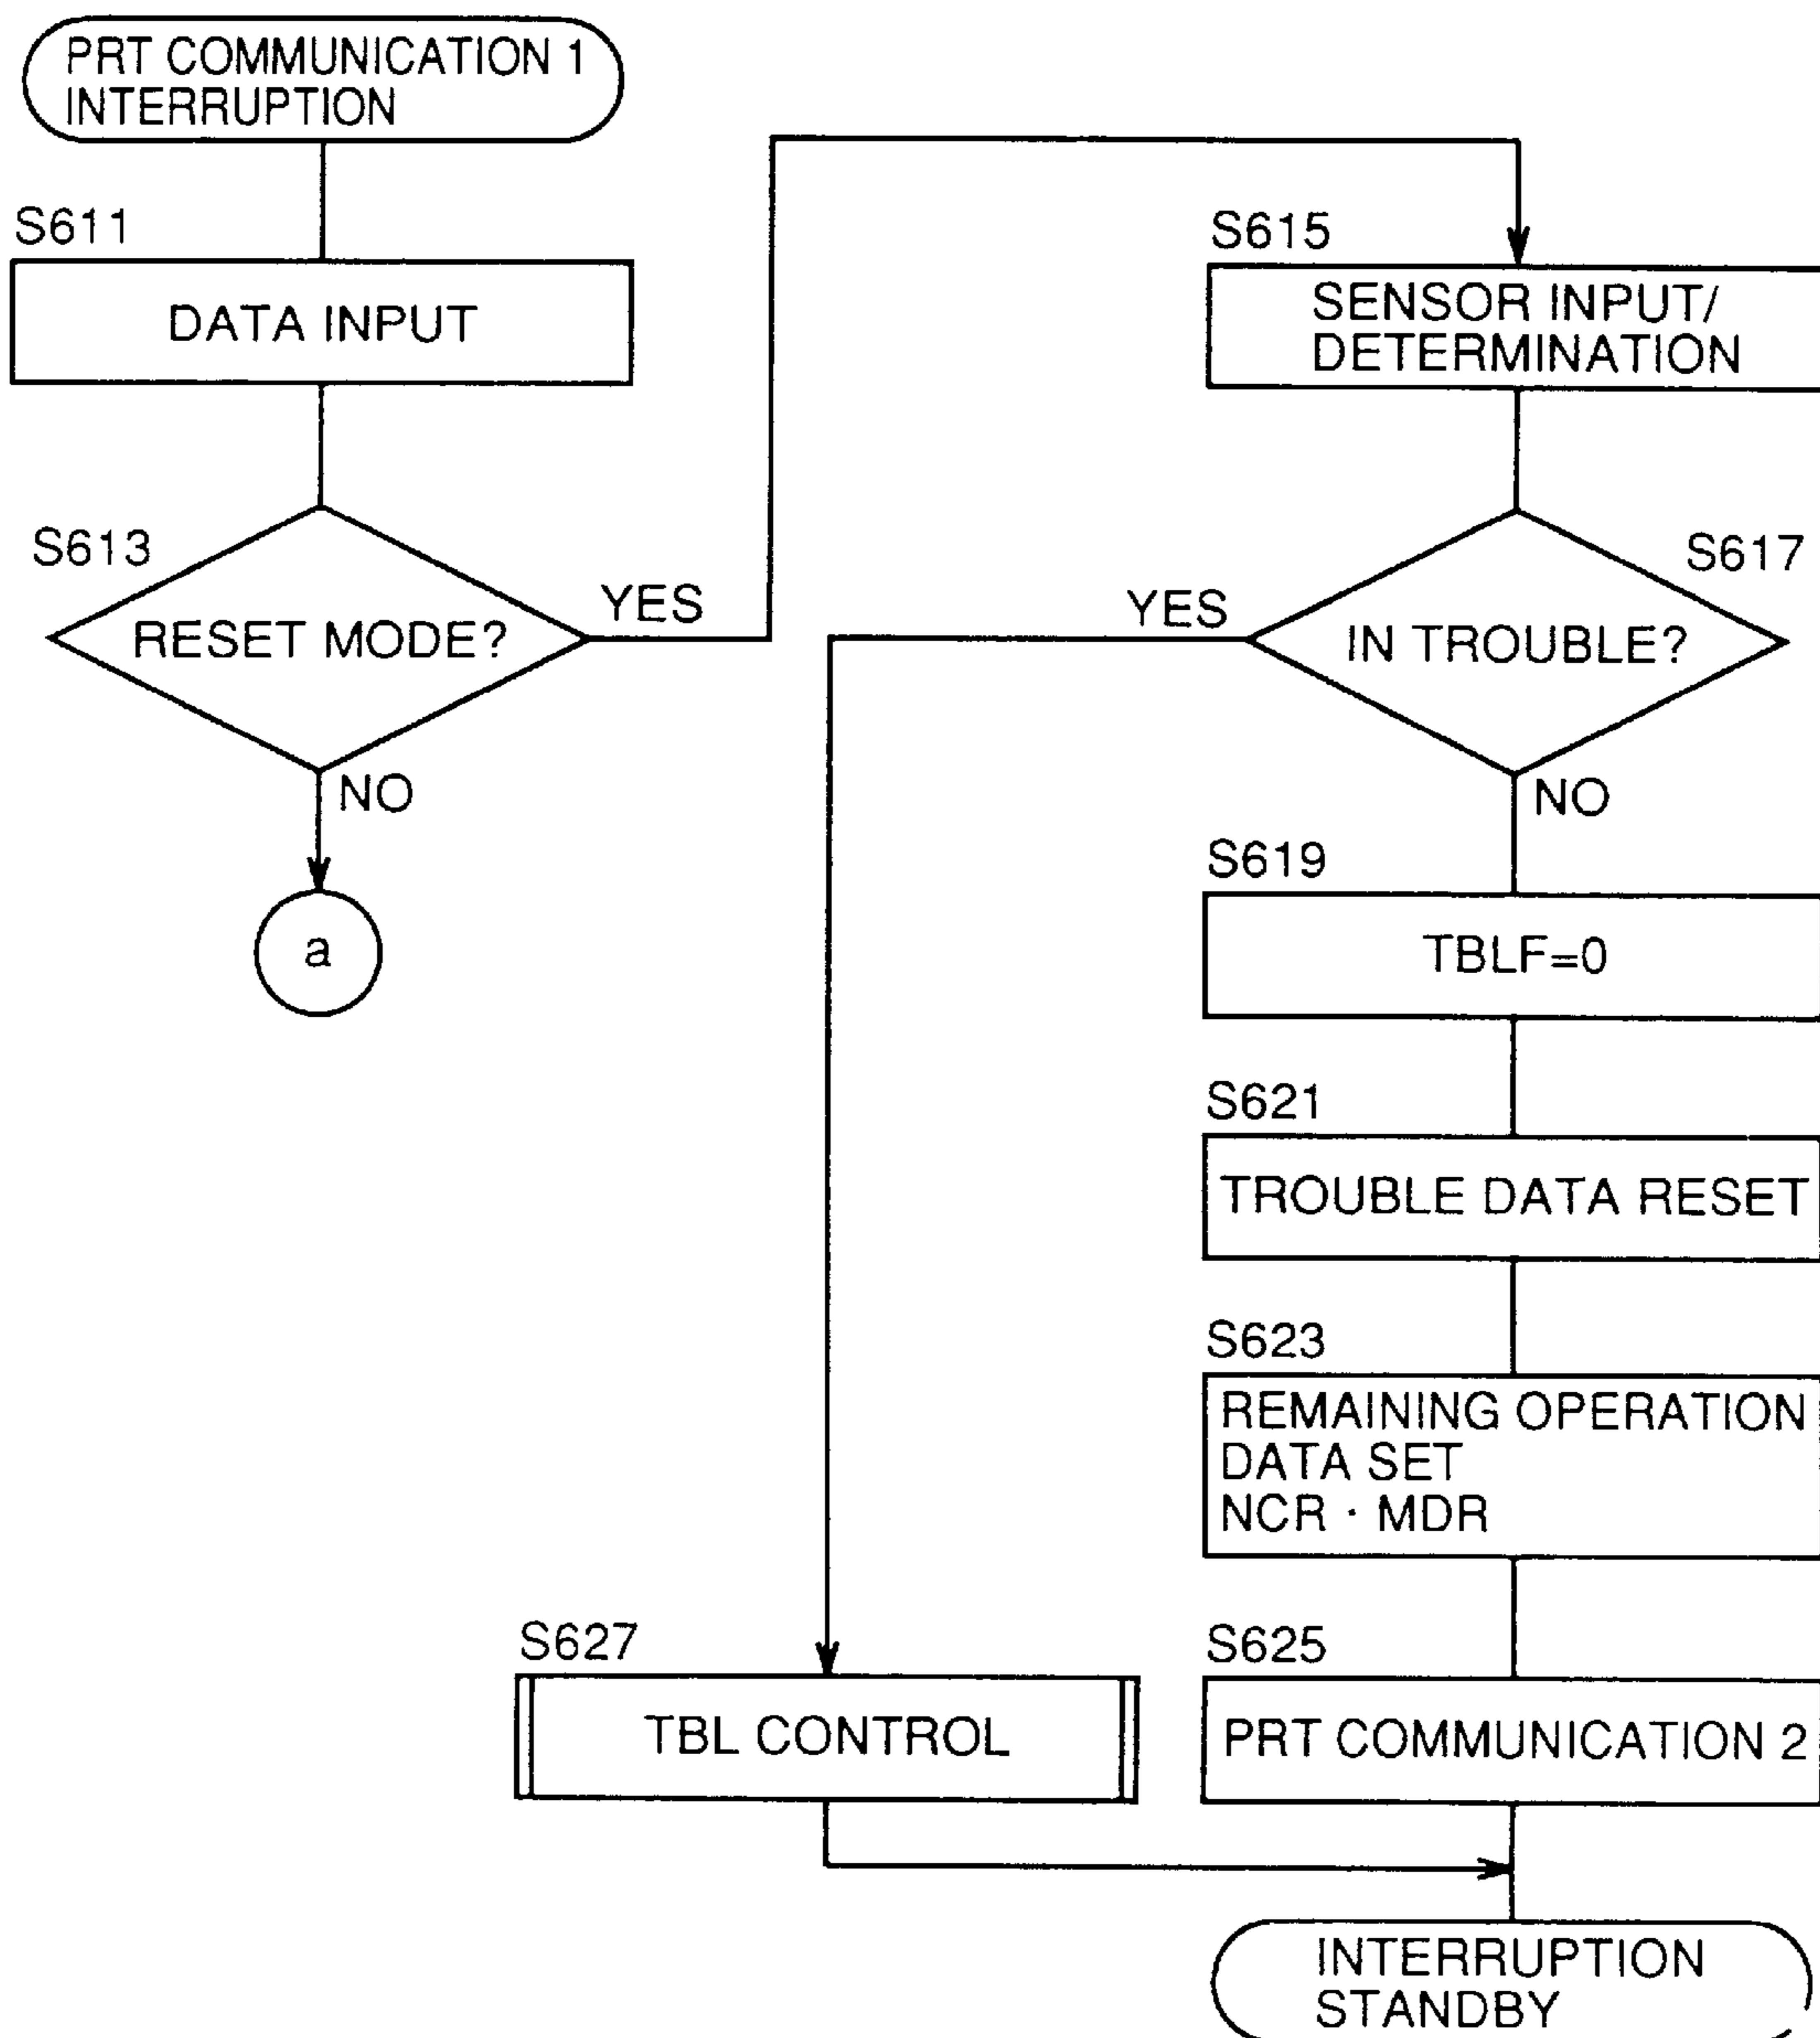 PRT COMMUNICATION 1
INTERRUPTION
S611
DATA INPUT
S613
RESET MODE?
YES
NO
a
S615
SENSOR INPUT/
DETERMINATION
S617
IN TROUBLE?
YES
NO
S619
TBLF=0
S621
TROUBLE DATA RESET
S623
REMAINING OPERATION
DATA SET
NCR · MDR
S625
PRT COMMUNICATION 2
S627
TBL CONTROL
INTERRUPTION
STANDBY